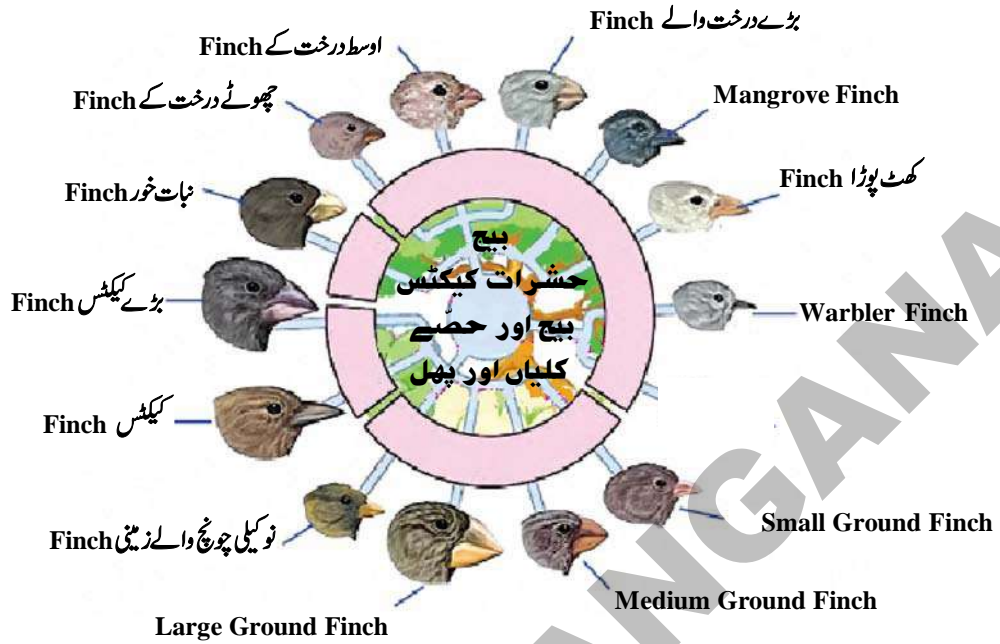 بڑے درخت والے Finch
اوسط درخت کے Finch
چھوٹے درخت کے Finch
Mangrove Finch
نبات خور Finch
کھٹ پوڑا Finch
بیج
حشرات کیکٹس
بیج اور حصّے
کلیاں اور پھل
بڑے کیکٹس Finch
Warbler Finch
کیکٹس Finch
نوکیلی چونچ والے زمینی Finch
Small Ground Finch
Medium Ground Finch
Large Ground Finch
ANGANA